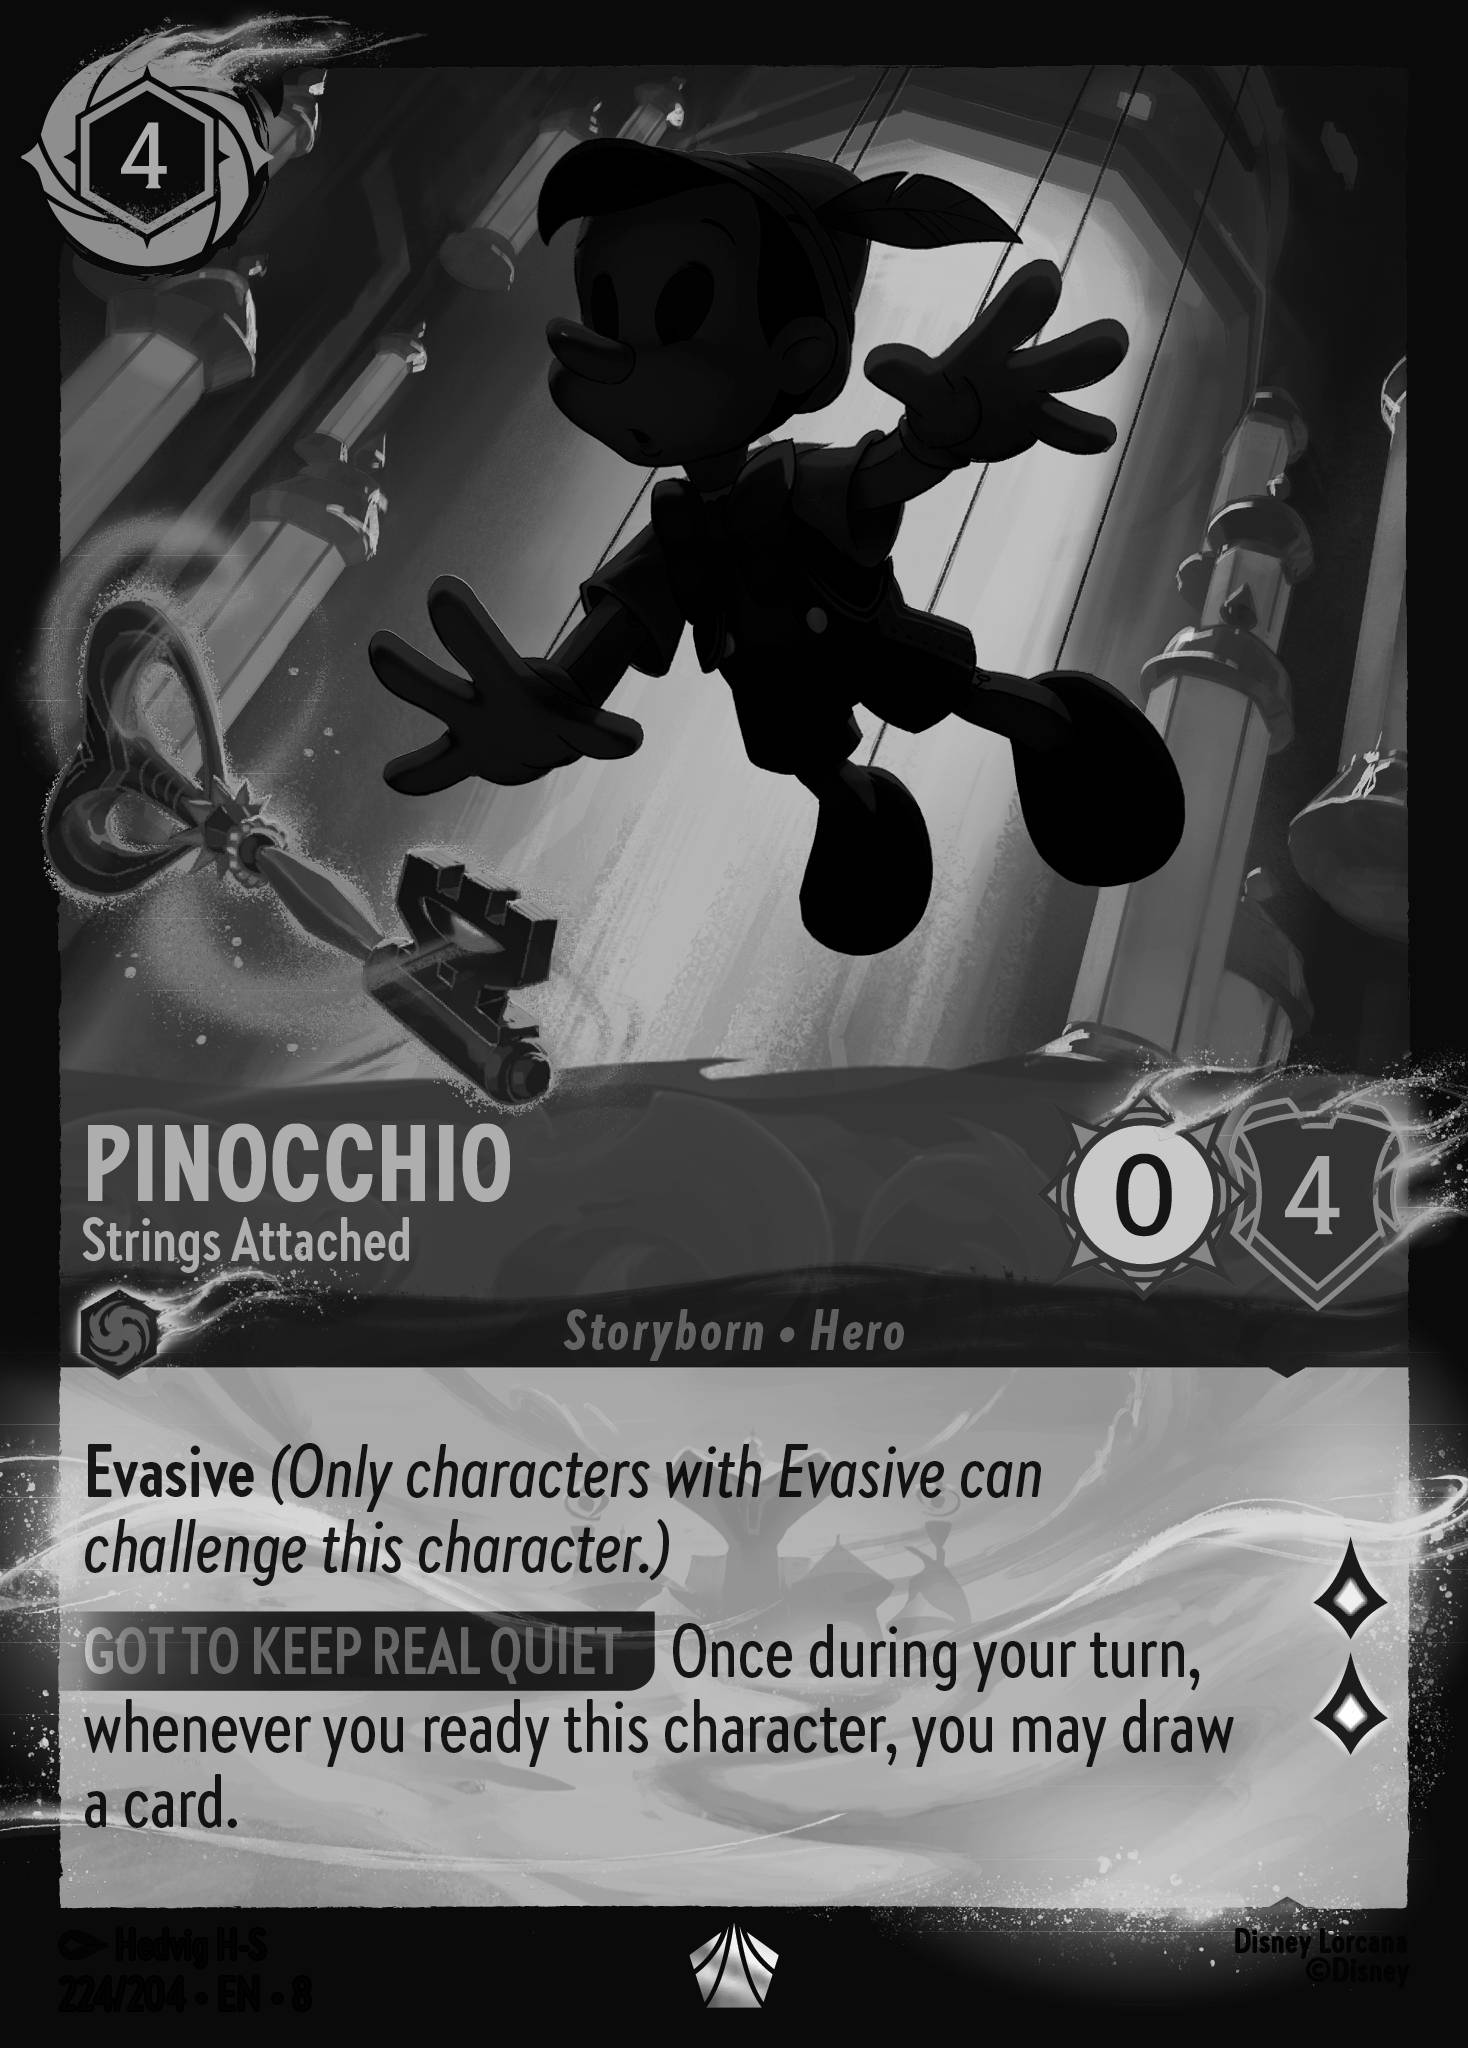 4
PINOCCHIO
Strings Attached
0
4
Storyborn • Hero
Evasive (Only characters with Evasive can
challenge this character.)
GOT TO KEEP REAL QUIET Once during your turn,
whenever you ready this character, you may draw
a card.
Hedvig H-S
224/204 • EN • 8
Disney Lorcana
©Disney